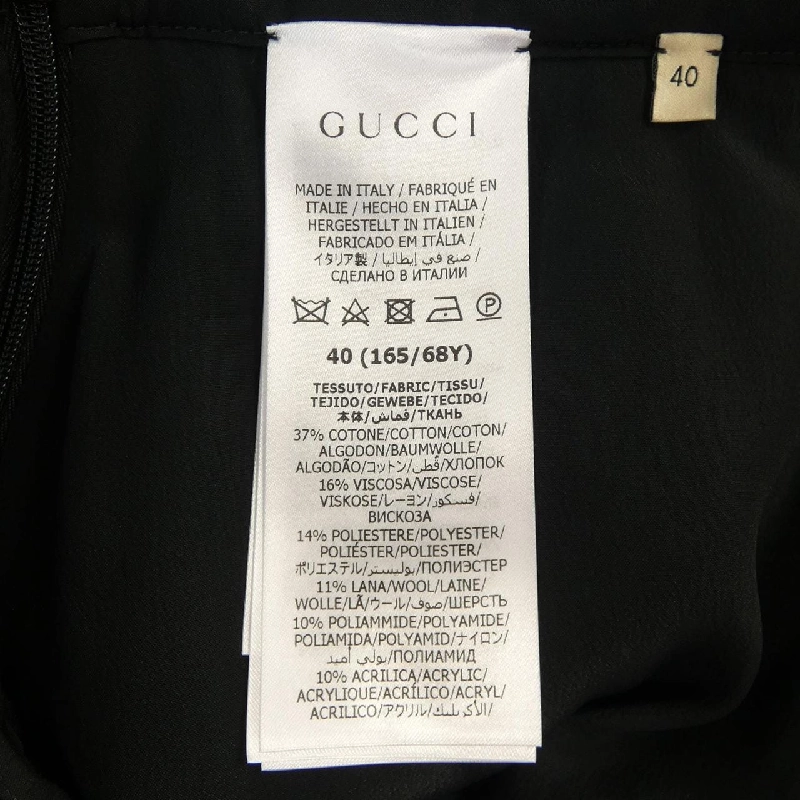 GUCCI
40
MADE IN ITALY / FABRIQUÉ EN
ITALIE / HECHO EN ITALIA /
HERGESTELLT IN ITALIEN /
FABRICADO EM ITÁLIA /
イタリア製 / صنع في إيطاليا /
СДЕЛАНО В ИТАЛИИ
P
40 (165/68Y)
TESSUTO/FABRIC/TISSU/
TEJIDO/GEWEBE/TECIDO/
本体/قماش/ТКАНЬ
37% COTONE/COTTON/COTON/
ALGODON/BAUMWOLLE/
ALGODÃO/コットン/قطن/ХЛОПОК
16% VISCOSA/VISCOSE/
VISKOSE/レーヨン/فسكوز/
ВИСКОЗА
14% POLIESTERE/POLYESTER/
POLIÉSTER/POLIESTER/
ポリエステル/بوليستر/ПОЛИЭСТЕР
11% LANA/WOOL/LAINE/
WOLLE/LÃ/ウール/صوف/ШЕРСТЬ
10% POLIAMMIDE/POLYAMIDE/
POLIAMIDA/POLYAMID/ナイロン/
بولي أميد/ПОЛИАМИД
10% ACRILICA/ACRYLIC/
ACRYLIQUE/ACRÍLICO/ACRYL/
ACRILICO/アクリル/الأكريليك/